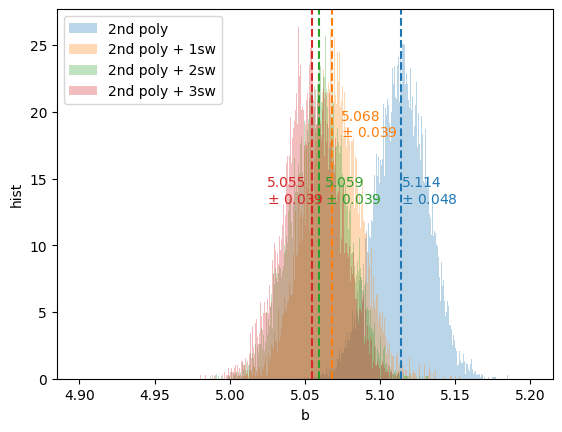 2nd poly
2nd poly + 1sw
2nd poly + 2sw
2nd poly + 3sw
25
20
15
10
5
0
hist
5.068
± 0.039
5.055
± 0.039
5.059
± 0.039
5.114
± 0.048
4.90 4.95 5.00 5.05 5.10 5.15 5.20
b